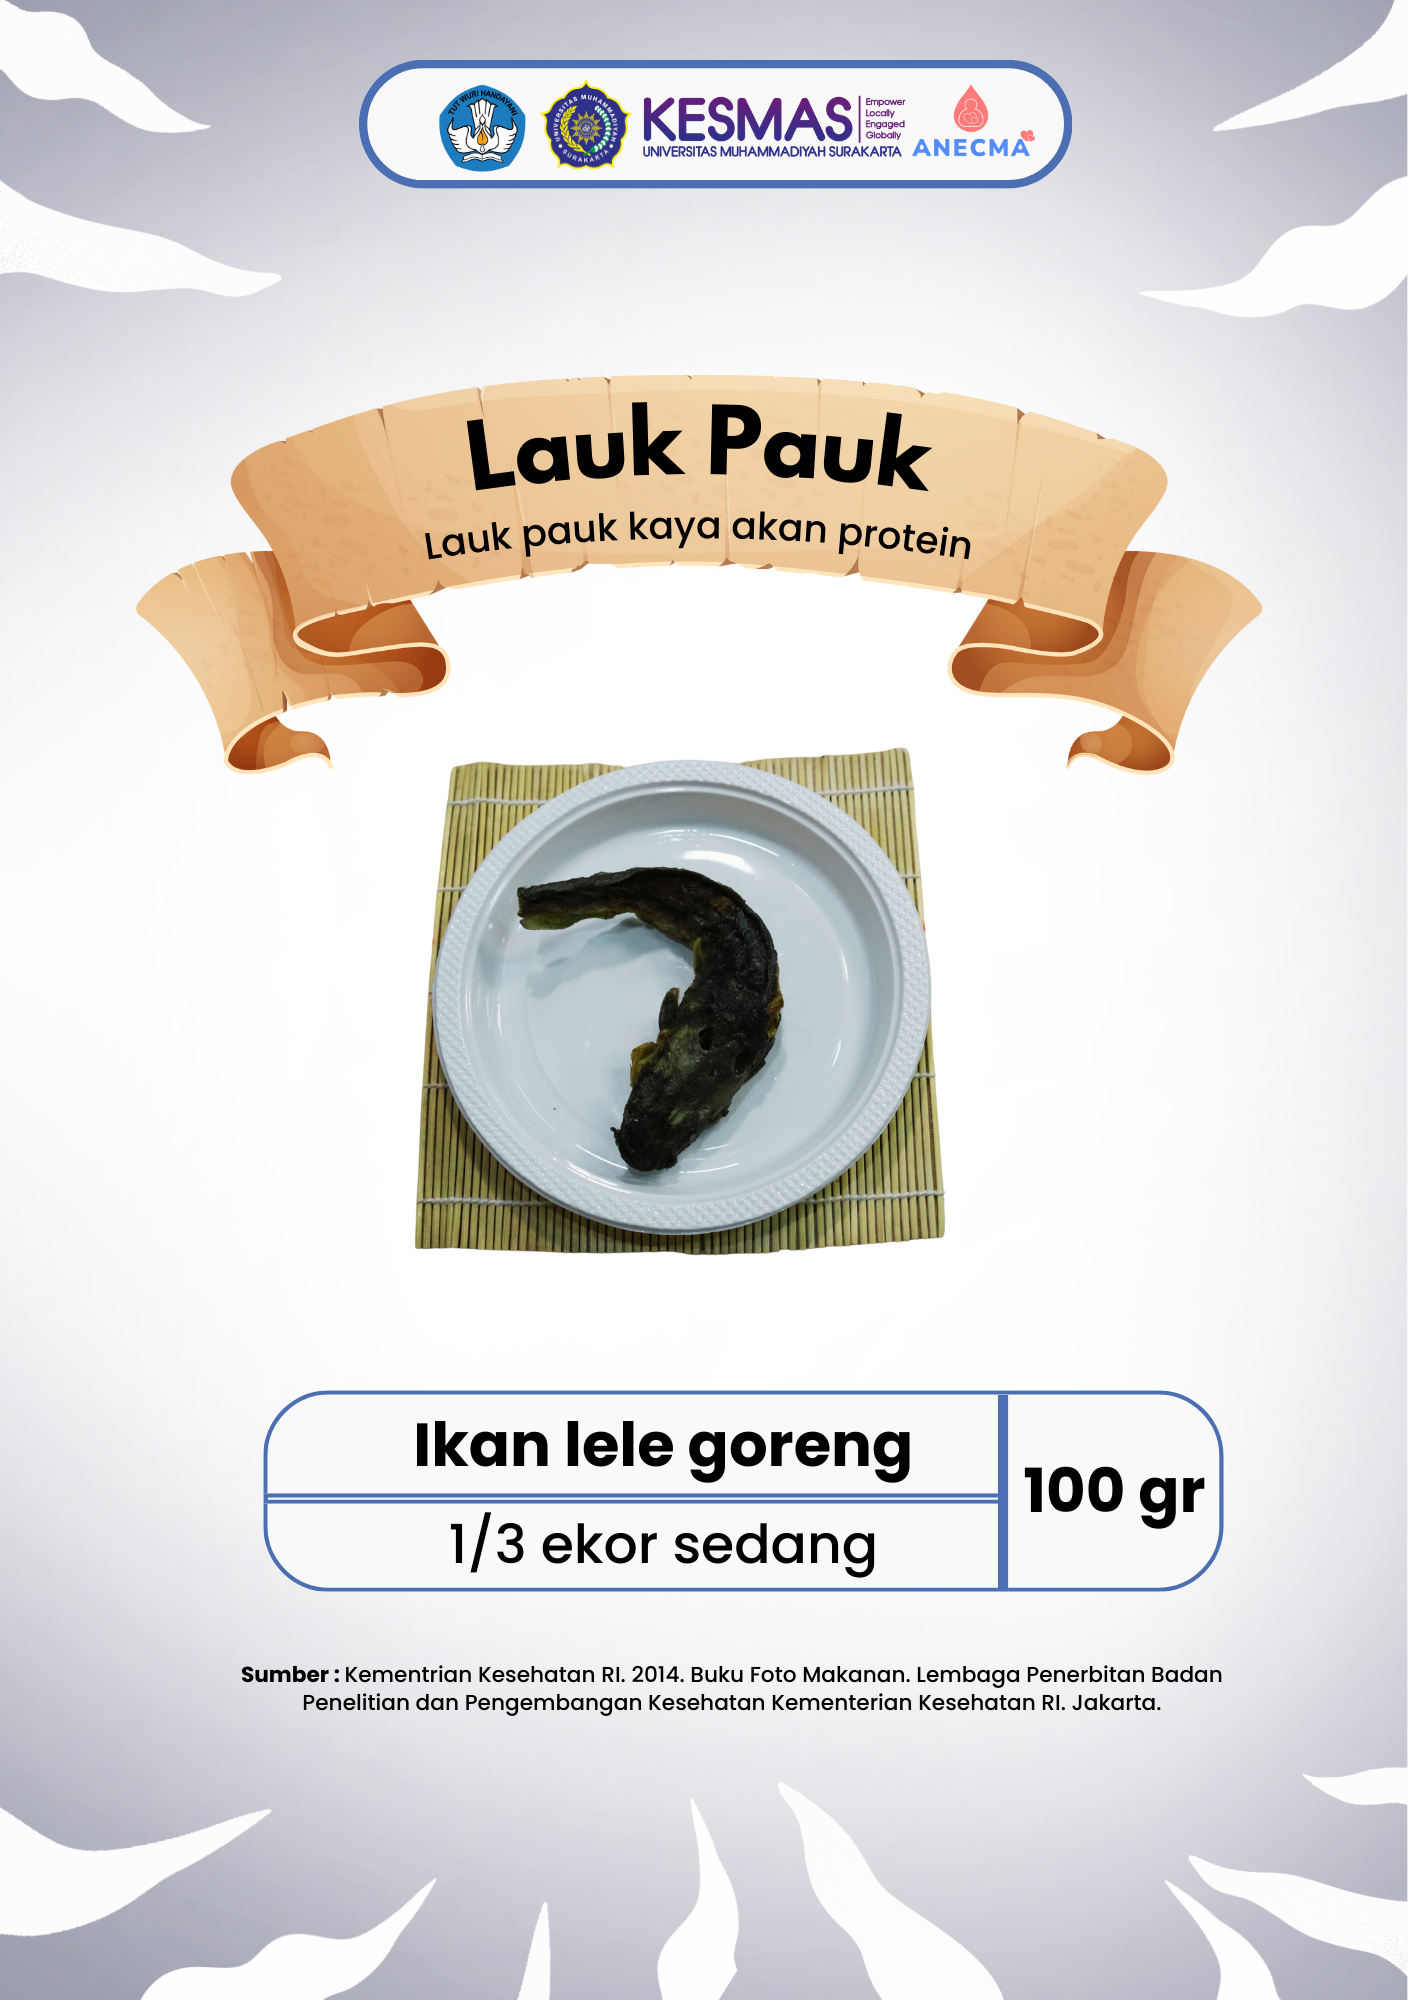 TUT WURI HANDAYANI
UNIVERSITAS MUHAMMADIYAH
SURAKARTA
KESMAS
Empower
Locally
Engaged
Globally
UNIVERSITAS MUHAMMADIYAH SURAKARTA
ANECMA
Lauk Pauk
Lauk pauk kaya akan protein
Ikan lele goreng
1/3 ekor sedang
100 gr
Sumber : Kementrian Kesehatan RI. 2014. Buku Foto Makanan. Lembaga Penerbitan Badan
Penelitian dan Pengembangan Kesehatan Kementerian Kesehatan RI. Jakarta.